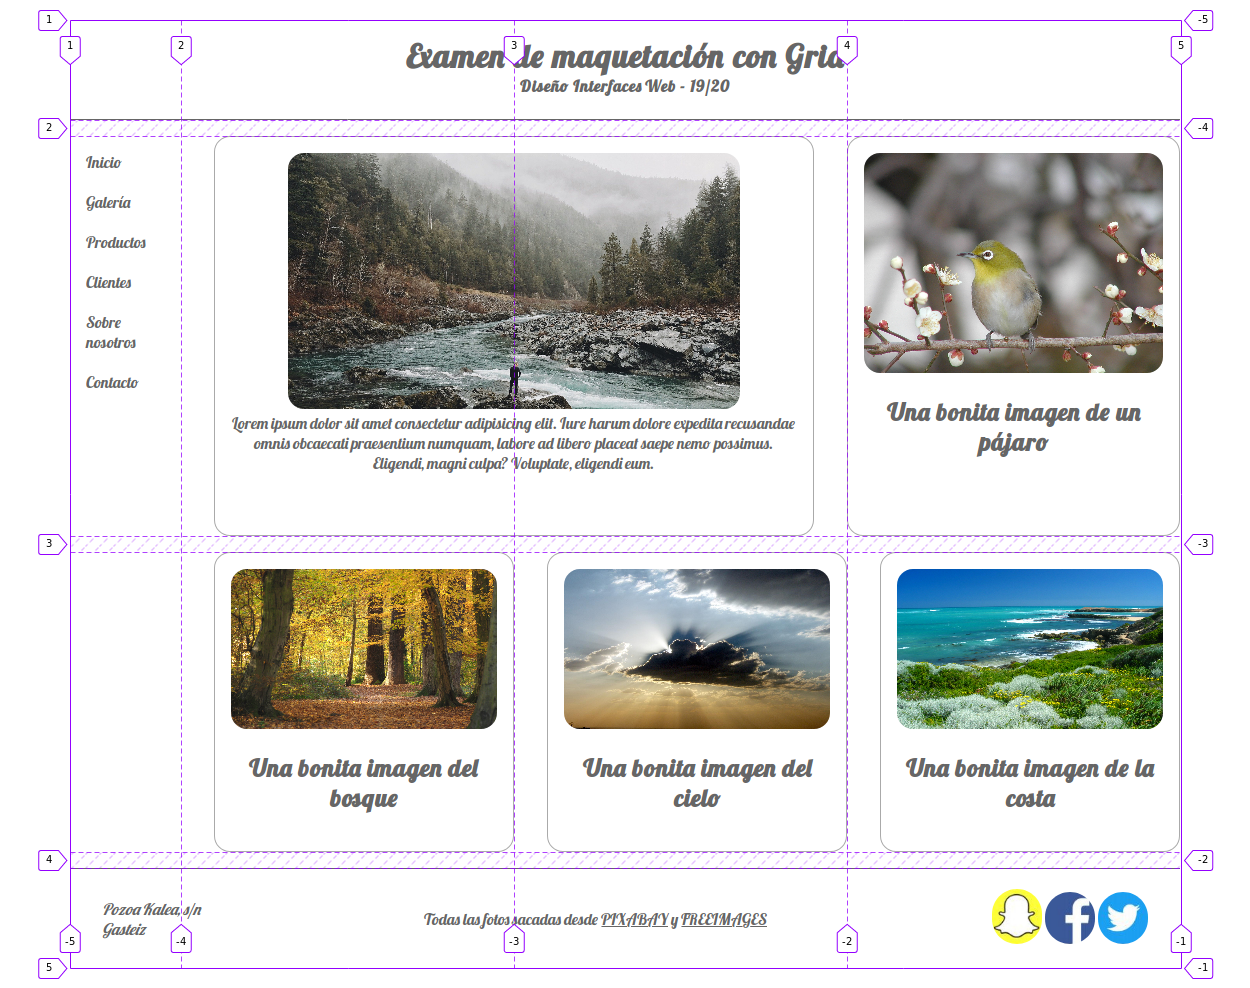 1
-5
1
2
3
4
5
Examen de maquetación con Grid
Diseño Interfaces Web - 19/20
2
-4
Inicio
Galería
Productos
Clientes
Sobre
nosotros
Contacto
Lorem ipsum dolor sit amet consectetur adipisicing elit. Iure harum dolore expedita recusandae
omnis obcaecati praesentium numquam, labore ad libero placeat saepe nemo possimus.
Eligendi, magni culpa? Voluptate, eligendi eum.
Una bonita imagen de un
pájaro
3
-3
Una bonita imagen del
bosque
Una bonita imagen del
cielo
Una bonita imagen de la
costa
4
-2
Pozoa Kalea, s/n
Gasteiz
Todas las fotos sacadas desde PIXABAY y FREEIMAGES
-5
-4
-3
-2
-1
5
-1